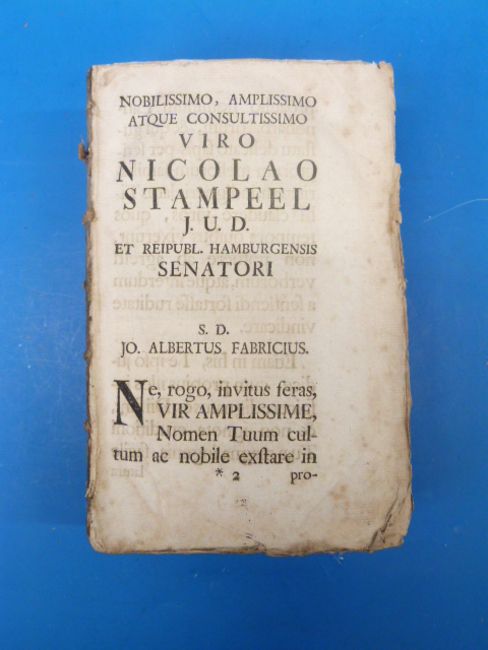 NOBILISSIMO, AMPLISSIMO
ATQUE CONSULTISSIMO
VIRO
NICOLAO
STAMPEEL
J. U. D.
ET REIPUBL. HAMBURGENSIS
SENATORI
S. D.
JO. ALBERTUS FABRICIUS.
Ne, rogo, invitus feras,
VIR AMPLISSIME,
Nomen Tuum cul-
tum ac nobile exſtare in
* 2 pro-